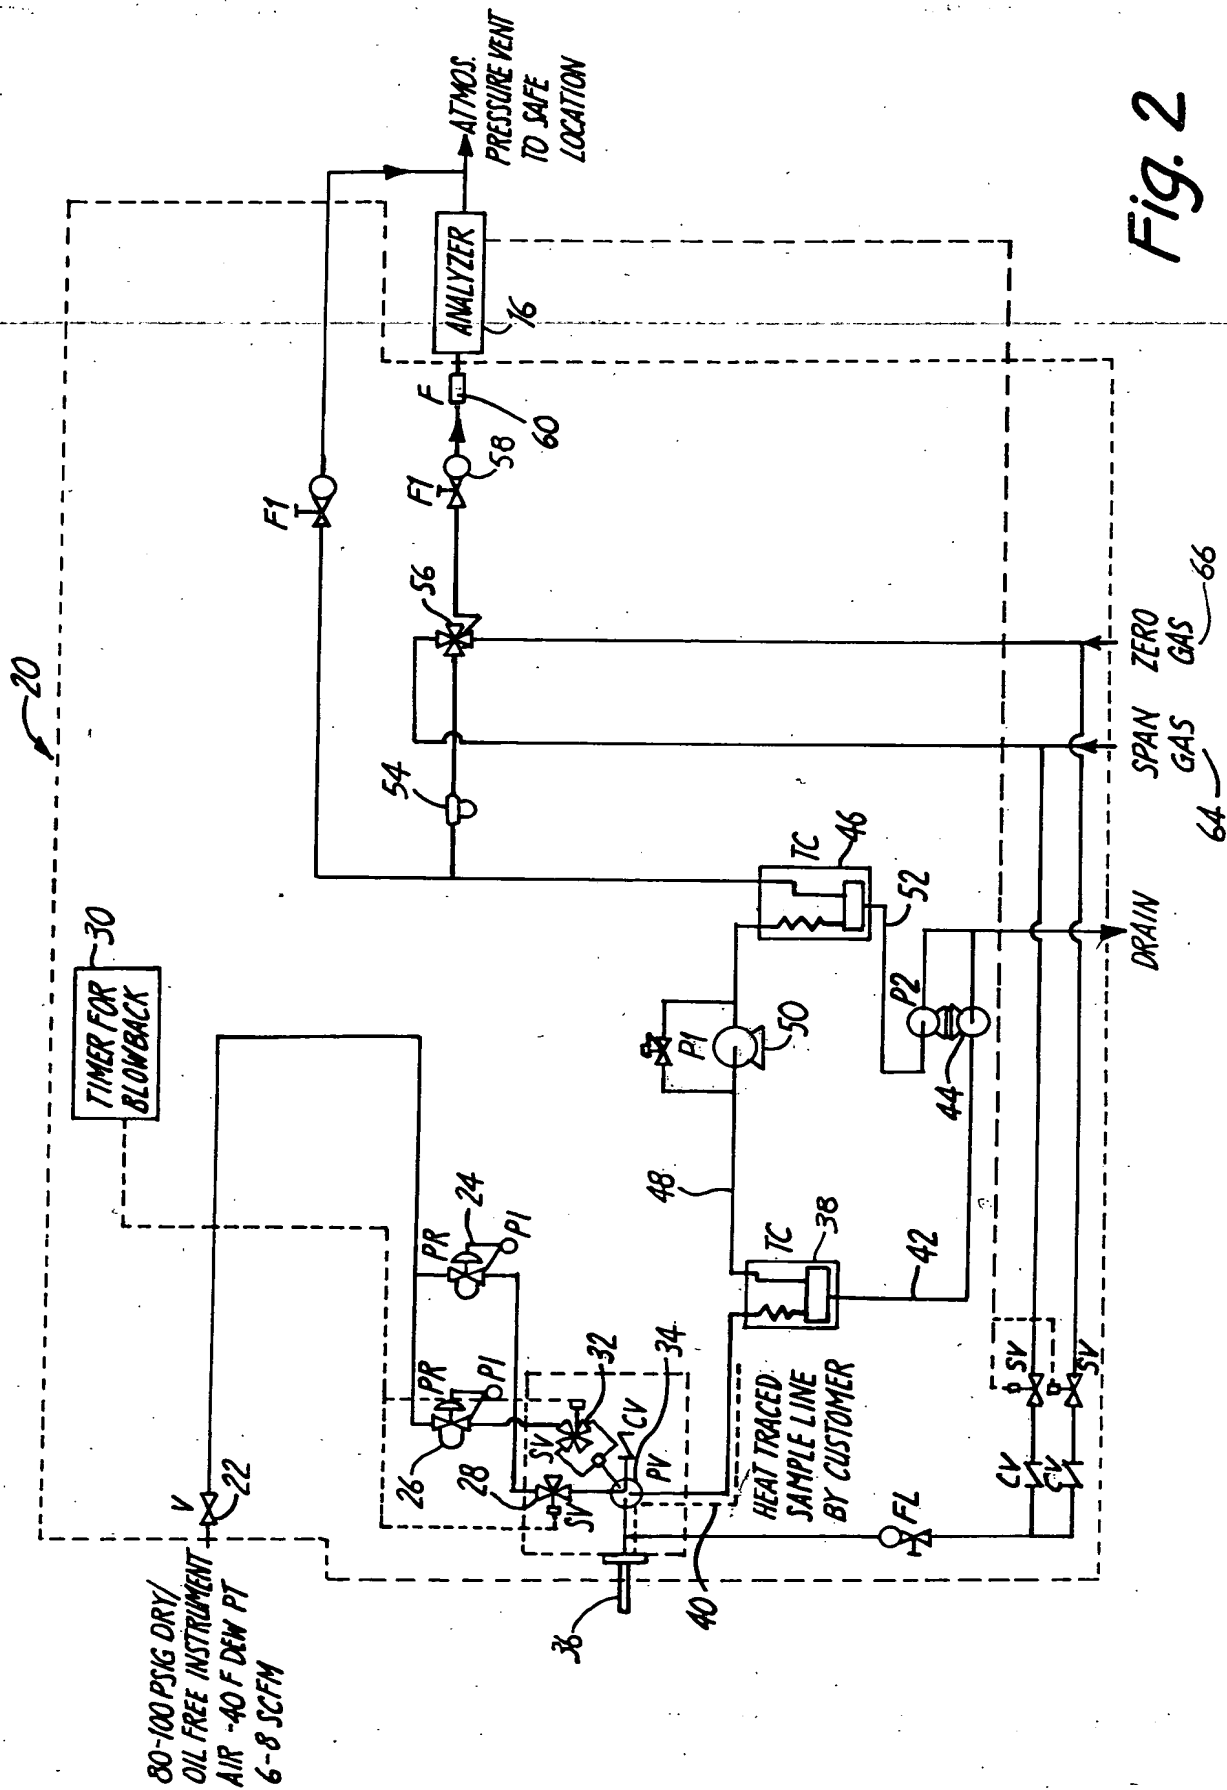 80-100 PSIG DRY/
OIL FREE INSTRUMENT
AIR -40 F DEW PT
6-8 SCFM
V
22
20
TIMER FOR
BLOWBACK
30
PR
PI
26
PR
24
PI
28
SV
SV
32
CV
34
PV
36
40
HEAT TRACED
SAMPLE LINE
BY CUSTOMER
TC
38
42
48
P1
50
TC
46
52
P2
44
54
56
F1
F1
58
F
60
ANALYZER
16
ATMOS.
PRESSURE VENT
TO SAFE
LOCATION
FL
CV
CV
SV
SV
DRAIN
SPAN
GAS
64
ZERO
GAS
66
Fig. 2